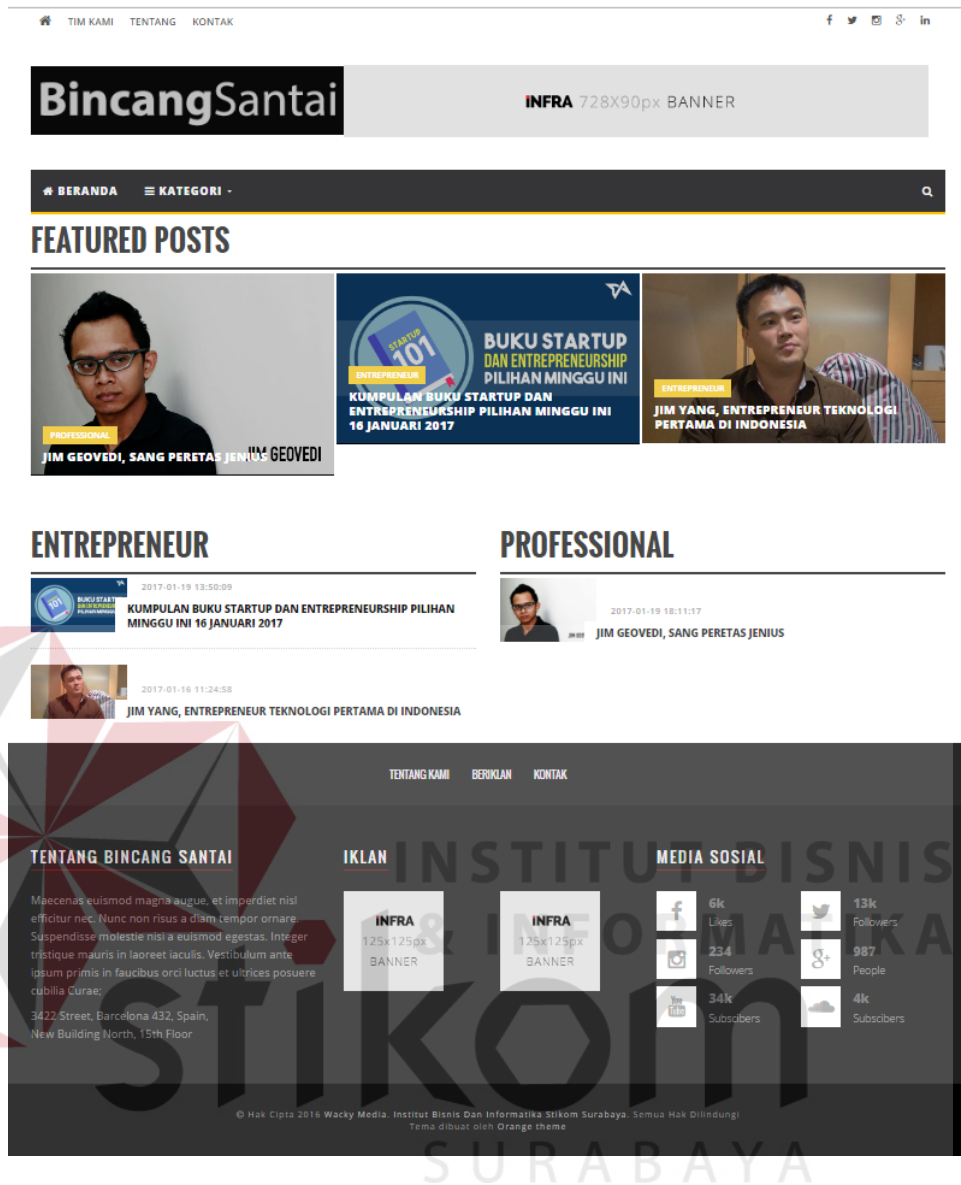 TIM KAMI TENTANG KONTAK
BincangSantai
INFRA 728X90px BANNER
BERANDA KATEGORI
FEATURED POSTS
STARTUP
101
BUKU STARTUP
DAN ENTREPRENEURSHIP
PILIHAN MINGGU INI
PROFESSIONAL
JIM GEOVEDI, SANG PERETAS JENIUS
JIM GEOVEDI
ENTREPRENEUR
KUMPULAN BUKU STARTUP DAN
ENTREPRENEURSHIP PILIHAN MINGGU INI
16 JANUARI 2017
ENTREPRENEUR
JIM YANG, ENTREPRENEUR TEKNOLOGI
PERTAMA DI INDONESIA
ENTREPRENEUR
2017-01-19 13:50:09
KUMPULAN BUKU STARTUP DAN ENTREPRENEURSHIP PILIHAN
MINGGU INI 16 JANUARI 2017
2017-01-16 11:24:58
JIM YANG, ENTREPRENEUR TEKNOLOGI PERTAMA DI INDONESIA
PROFESSIONAL
2017-01-19 18:11:17
JIM GEOVEDI, SANG PERETAS JENIUS
TENTANG KAMI BERIKLAN KONTAK
TENTANG BINCANG SANTAI
Maecenas euismod magna augue, et imperdiet nisl
efficitur nec. Nunc non risus a diam tempor ornare.
Suspendisse molestie nisi a euismod egestas. Integer
tristique mauris in laoreet iaculis. Vestibulum ante
ipsum primis in faucibus orci luctus et ultrices posuere
cubilia Curae;
3422 Street, Barcelona 432, Spain,
New Building North, 15th Floor
IKLAN
INFRA
125x125px
BANNER
INFRA
125x125px
BANNER
MEDIA SOSIAL
6k
Likes
13k
Followers
234
Followers
987
People
You Tube
34k
Subscibers
4k
Subscibers
© Hak Cipta 2016 Wacky Media. Institut Bisnis Dan Informatika Stikom Surabaya. Semua Hak Dilindungi
Tema dibuat oleh Orange theme
INSTITUT BISNIS
& INFORMATIKA
stikom
SURABAYA